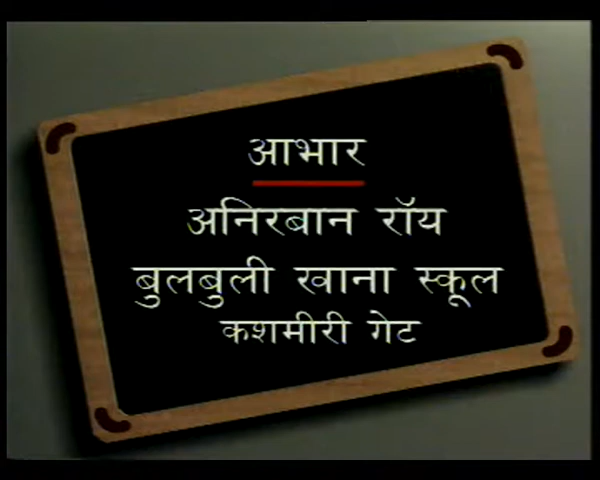 आभार
अनिरबान रॉय
बुलबुली खाना स्कूल
कशमीरी गेट